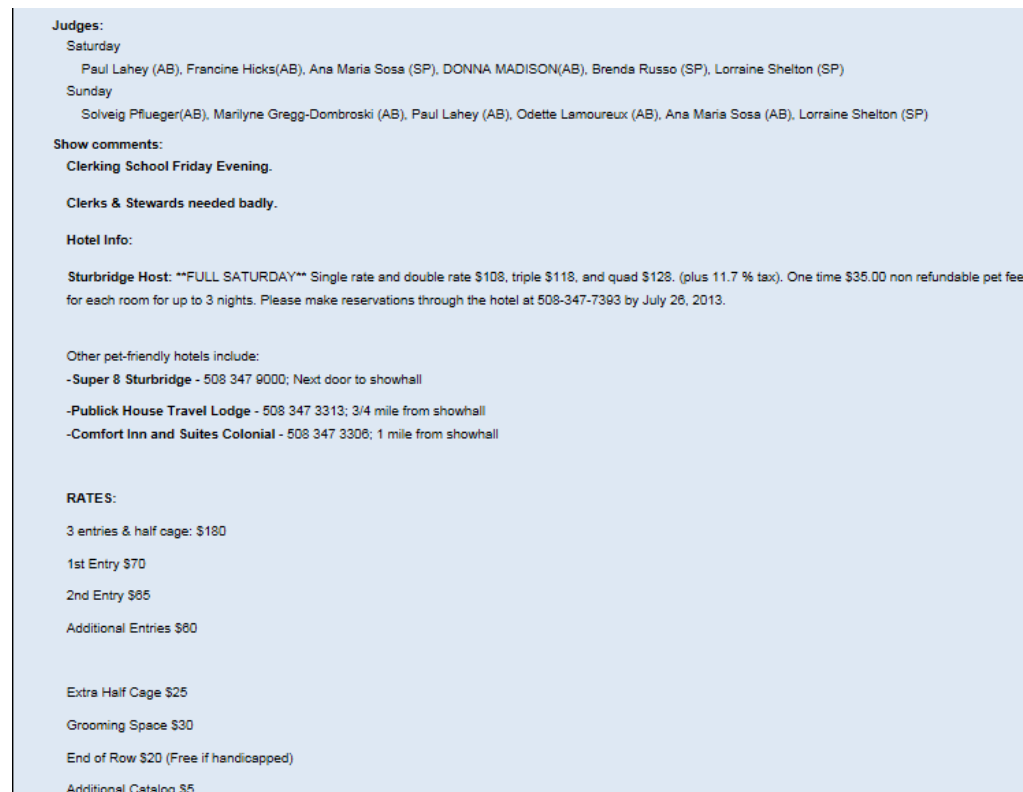 Judges:
Saturday
Paul Lahey (AB), Francine Hicks(AB), Ana Maria Sosa (SP), DONNA MADISON(AB), Brenda Russo (SP), Lorraine Shelton (SP)
Sunday
Solveig Pflueger(AB), Marilyne Gregg-Dombroski (AB), Paul Lahey (AB), Odette Lamoureux (AB), Ana Maria Sosa (AB), Lorraine Shelton (SP)
Show comments:
Clerking School Friday Evening.
Clerks & Stewards needed badly.
Hotel Info:
Sturbridge Host: **FULL SATURDAY** Single rate and double rate $108, triple $118, and quad $128. (plus 11.7 % tax). One time $35.00 non refundable pet fee
for each room for up to 3 nights. Please make reservations through the hotel at 508-347-7393 by July 26, 2013.
Other pet-friendly hotels include:
-Super 8 Sturbridge - 508 347 9000; Next door to showhall
-Publick House Travel Lodge - 508 347 3313; 3/4 mile from showhall
-Comfort Inn and Suites Colonial - 508 347 3306; 1 mile from showhall
RATES:
3 entries & half cage: $180
1st Entry $70
2nd Entry $65
Additional Entries $60
Extra Half Cage $25
Grooming Space $30
End of Row $20 (Free if handicapped)
Additional Catalog $5